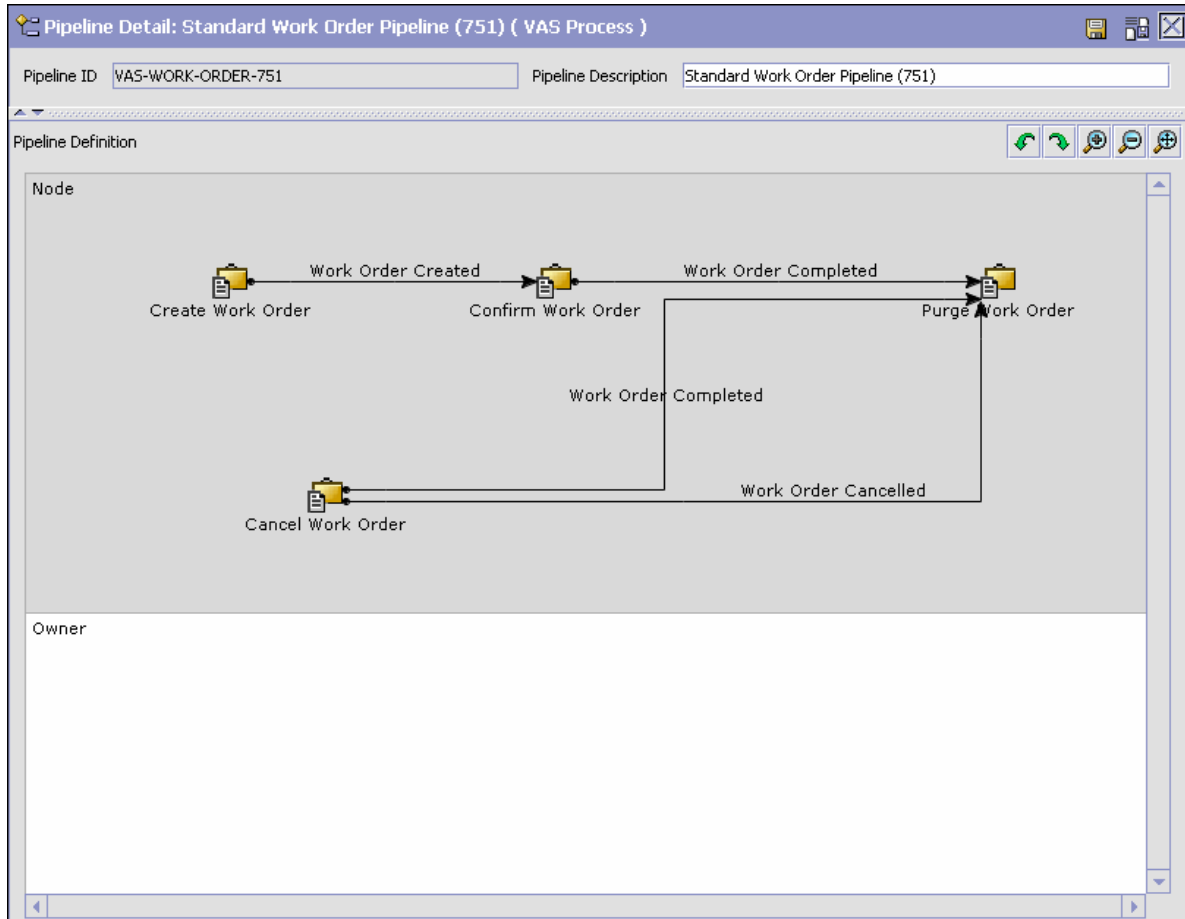 Pipeline Detail: Standard Work Order Pipeline (751) ( VAS Process )
Pipeline ID VAS-WORK-ORDER-751 Pipeline Description Standard Work Order Pipeline (751)
Pipeline Definition
Node
Work Order Created Work Order Completed
Create Work Order Confirm Work Order Purge Work Order
Work Order Completed
Work Order Cancelled
Cancel Work Order
Owner